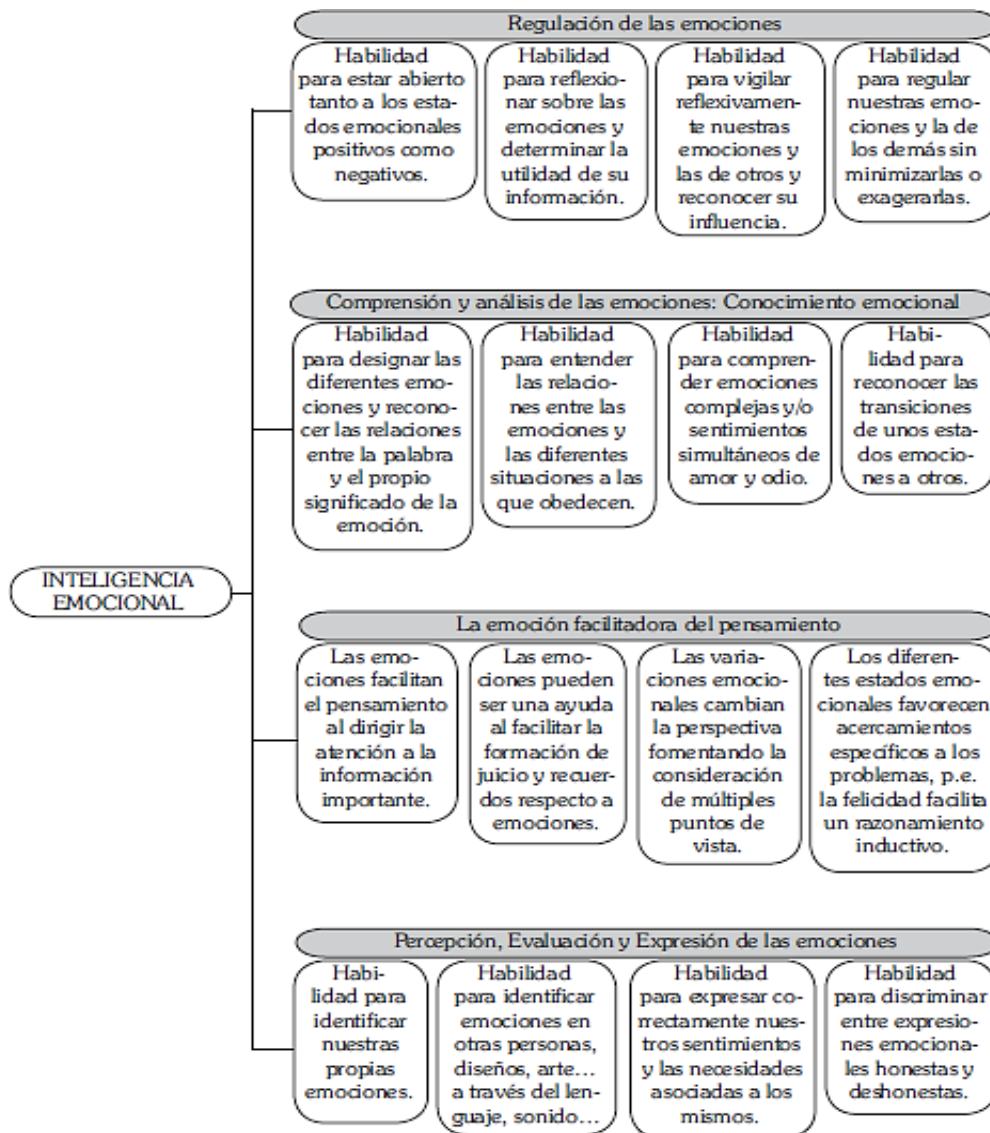 Regulación de las emociones
Habilidad
para estar abierto
tanto a los esta-
dos emocionales
positivos como
negativos.
Habilidad
para reflexio-
nar sobre las
emociones y
determinar la
utilidad de su
información.
Habilidad
para vigilar
reflexivamen-
te nuestras
emociones y
las de otros y
reconocer su
influencia.
Habilidad
para regular
nuestras emo-
ciones y la de
los demás sin
minimizarlas o
exagerarlas.
Comprensión y análisis de las emociones: Conocimiento emocional
Habilidad
para designar las
diferentes emo-
ciones y recono-
cer las relaciones
entre la palabra
y el propio
significado de la
emoción.
Habilidad
para entender
las relacio-
nes entre las
emociones y
las diferentes
situaciones a las
que obedecen.
Habilidad
para compren-
der emociones
complejas y/o
sentimientos
simultáneos de
amor y odio.
Habi-
lidad para
reconocer las
transiciones
de unos esta-
dos emocio-
nes a otros.
INTELIGENCIA
EMOCIONAL
La emoción facilitadora del pensamiento
Las emo-
ciones facilitan
el pensamiento
al dirigir la
atención a la
información
importante.
Las emo-
ciones pueden
ser una ayuda
al facilitar la
formación de
juicio y recuer-
dos respecto a
emociones.
Las varia-
ciones emocio-
nales cambian
la perspectiva
fomentando la
consideración
de múltiples
puntos de
vista.
Los diferen-
tes estados emo-
cionales favorecen
acercamientos
específicos a los
problemas, p.e.
la felicidad facilita
un razonamiento
inductivo.
Percepción, Evaluación y Expresión de las emociones
Habi-
lidad para
identificar
nuestras
propias
emociones.
Habilidad
para identificar
emociones en
otras personas,
diseños, arte...
a través del len-
guaje, sonido...
Habilidad
para expresar co-
rrectamente nues-
tros sentimientos
y las necesidades
asociadas a los
mismos.
Habilidad
para discriminar
entre expresio-
nes emociona-
les honestas y
deshonestas.